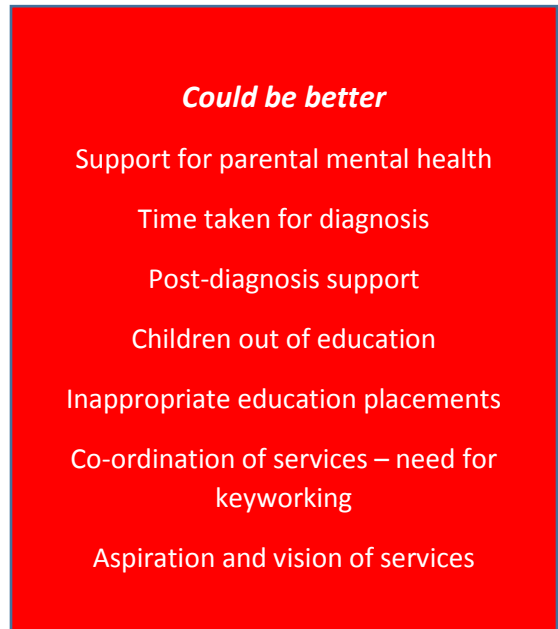 Could be better
Support for parental mental health
Time taken for diagnosis
Post-diagnosis support
Children out of education
Inappropriate education placements
Co-ordination of services – need for
keyworking
Aspiration and vision of services